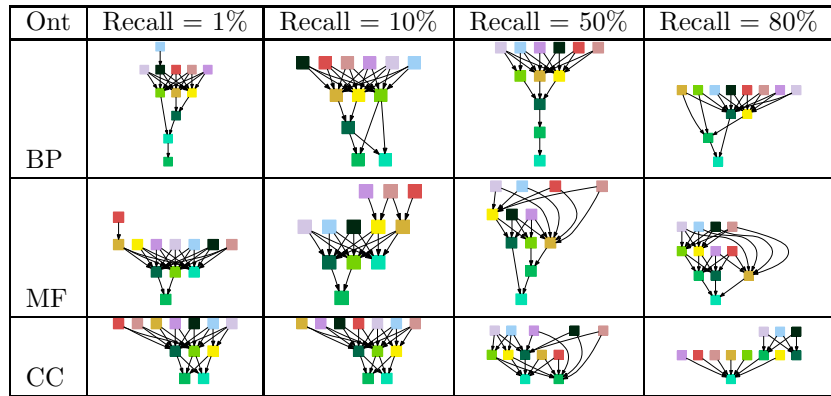 Ont Recall = 1% Recall = 10% Recall = 50% Recall = 80%
BP
MF
CC